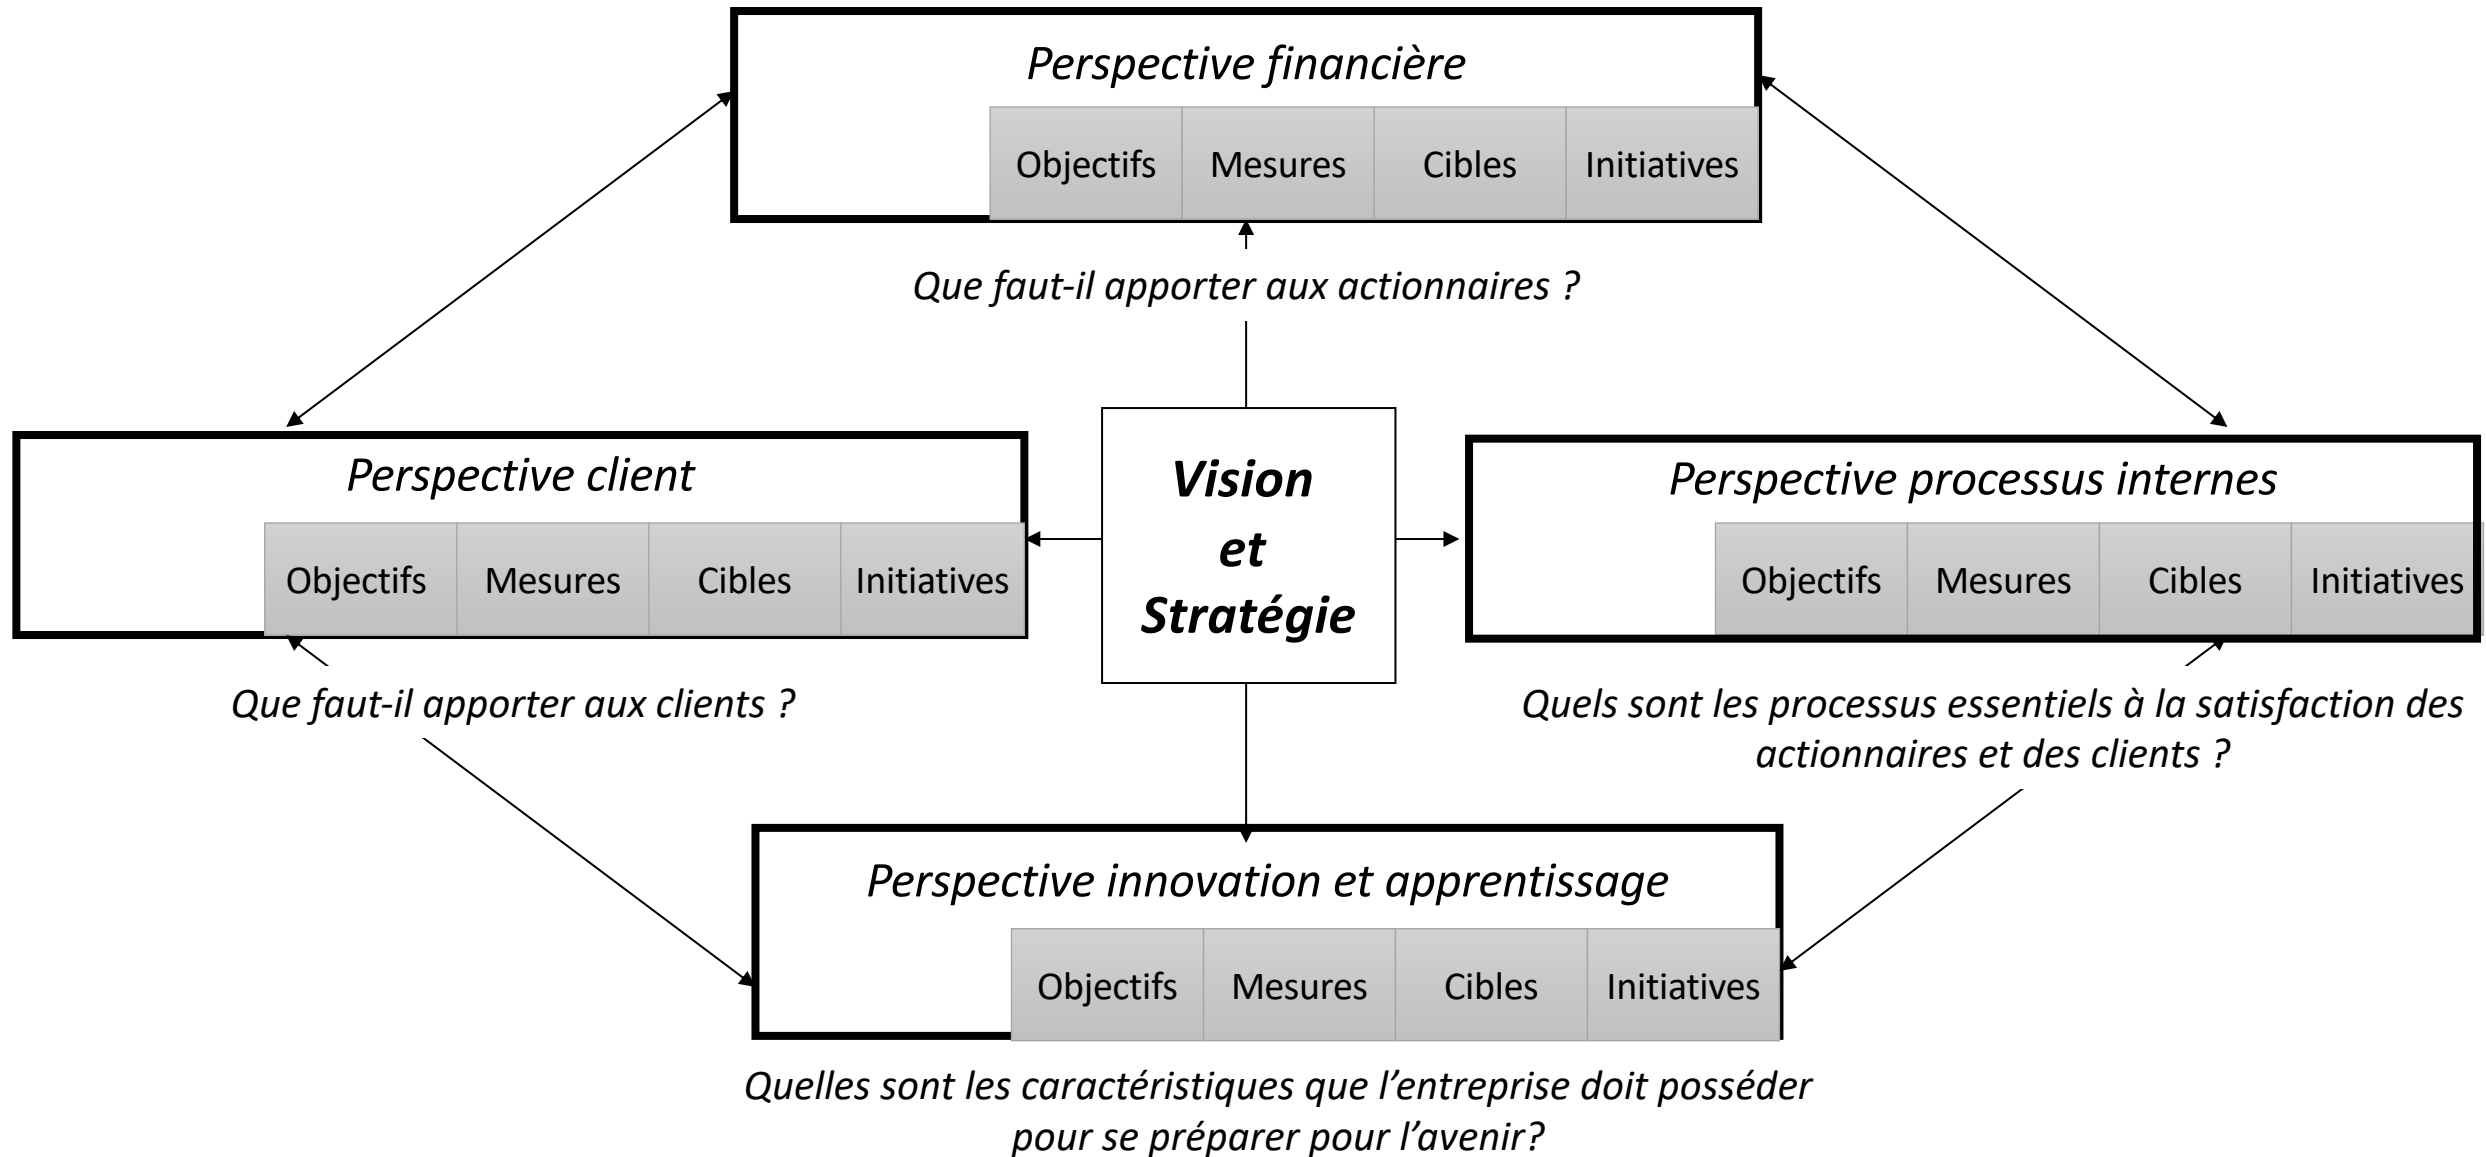 Perspective financière
Objectifs Mesures Cibles Initiatives
Que faut-il apporter aux actionnaires ?
Perspective client
Objectifs Mesures Cibles Initiatives
Que faut-il apporter aux clients ?
Vision
et
Stratégie
Perspective processus internes
Objectifs Mesures Cibles Initiatives
Quels sont les processus essentiels à la satisfaction des
actionnaires et des clients ?
Perspective innovation et apprentissage
Objectifs Mesures Cibles Initiatives
Quelles sont les caractéristiques que l’entreprise doit posséder
pour se préparer pour l’avenir?